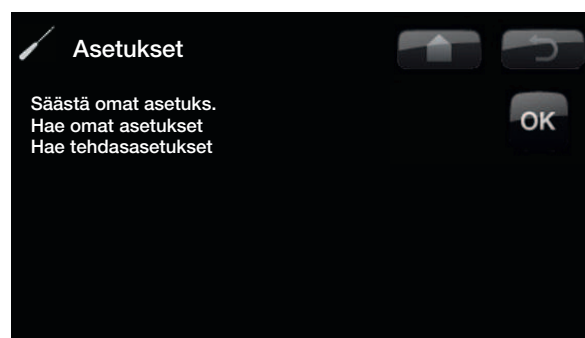 Asetukset
Säästä omat asetuks.
OK
Hae omat asetukset
Hae tehdasasetukset